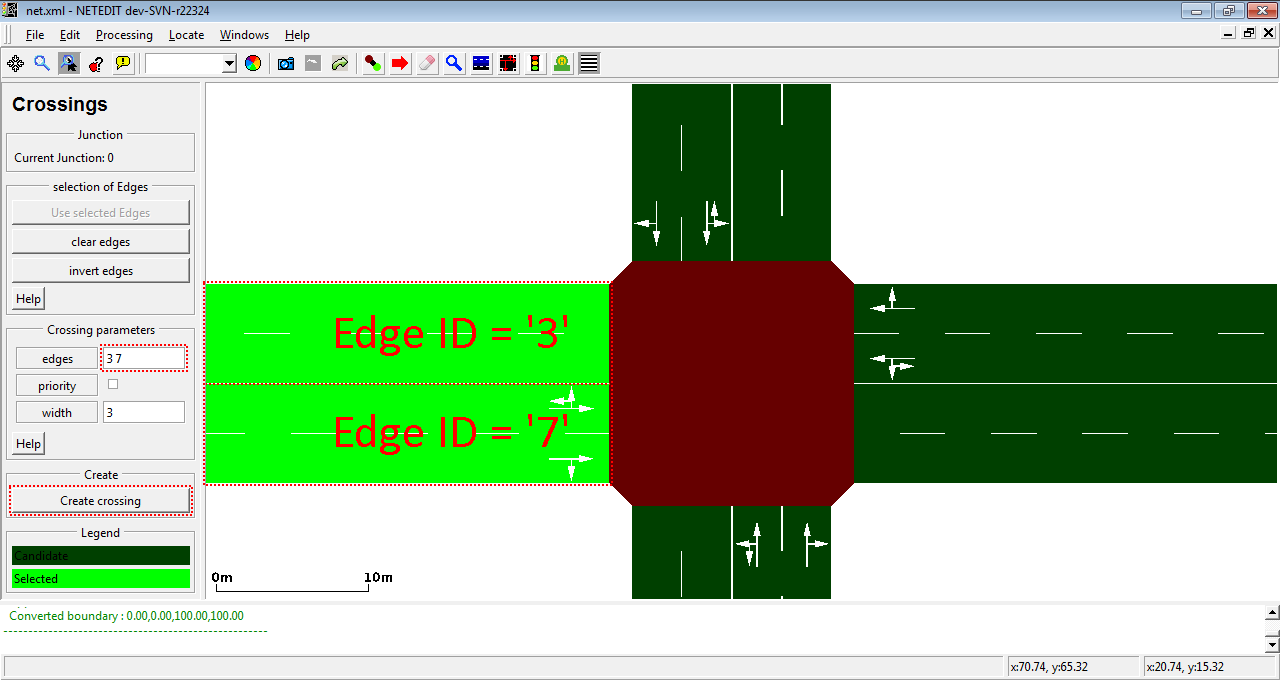 net.xml - NETEDIT dev-SVN-r22324
File Edit Processing Locate Windows Help
Crossings
Junction
Current Junction: 0
selection of Edges
Use selected Edges
clear edges
invert edges
Help
Crossing parameters
edges 3 7
priority
width 3
Help
Create
Create crossing
Legend
Candidate
Selected
Edge ID = '3'
Edge ID = '7'
0m 10m
Converted boundary : 0.00,0.00,100.00,100.00
----------------------------------------------------
x:70.74, y:65.32 x:20.74, y:15.32